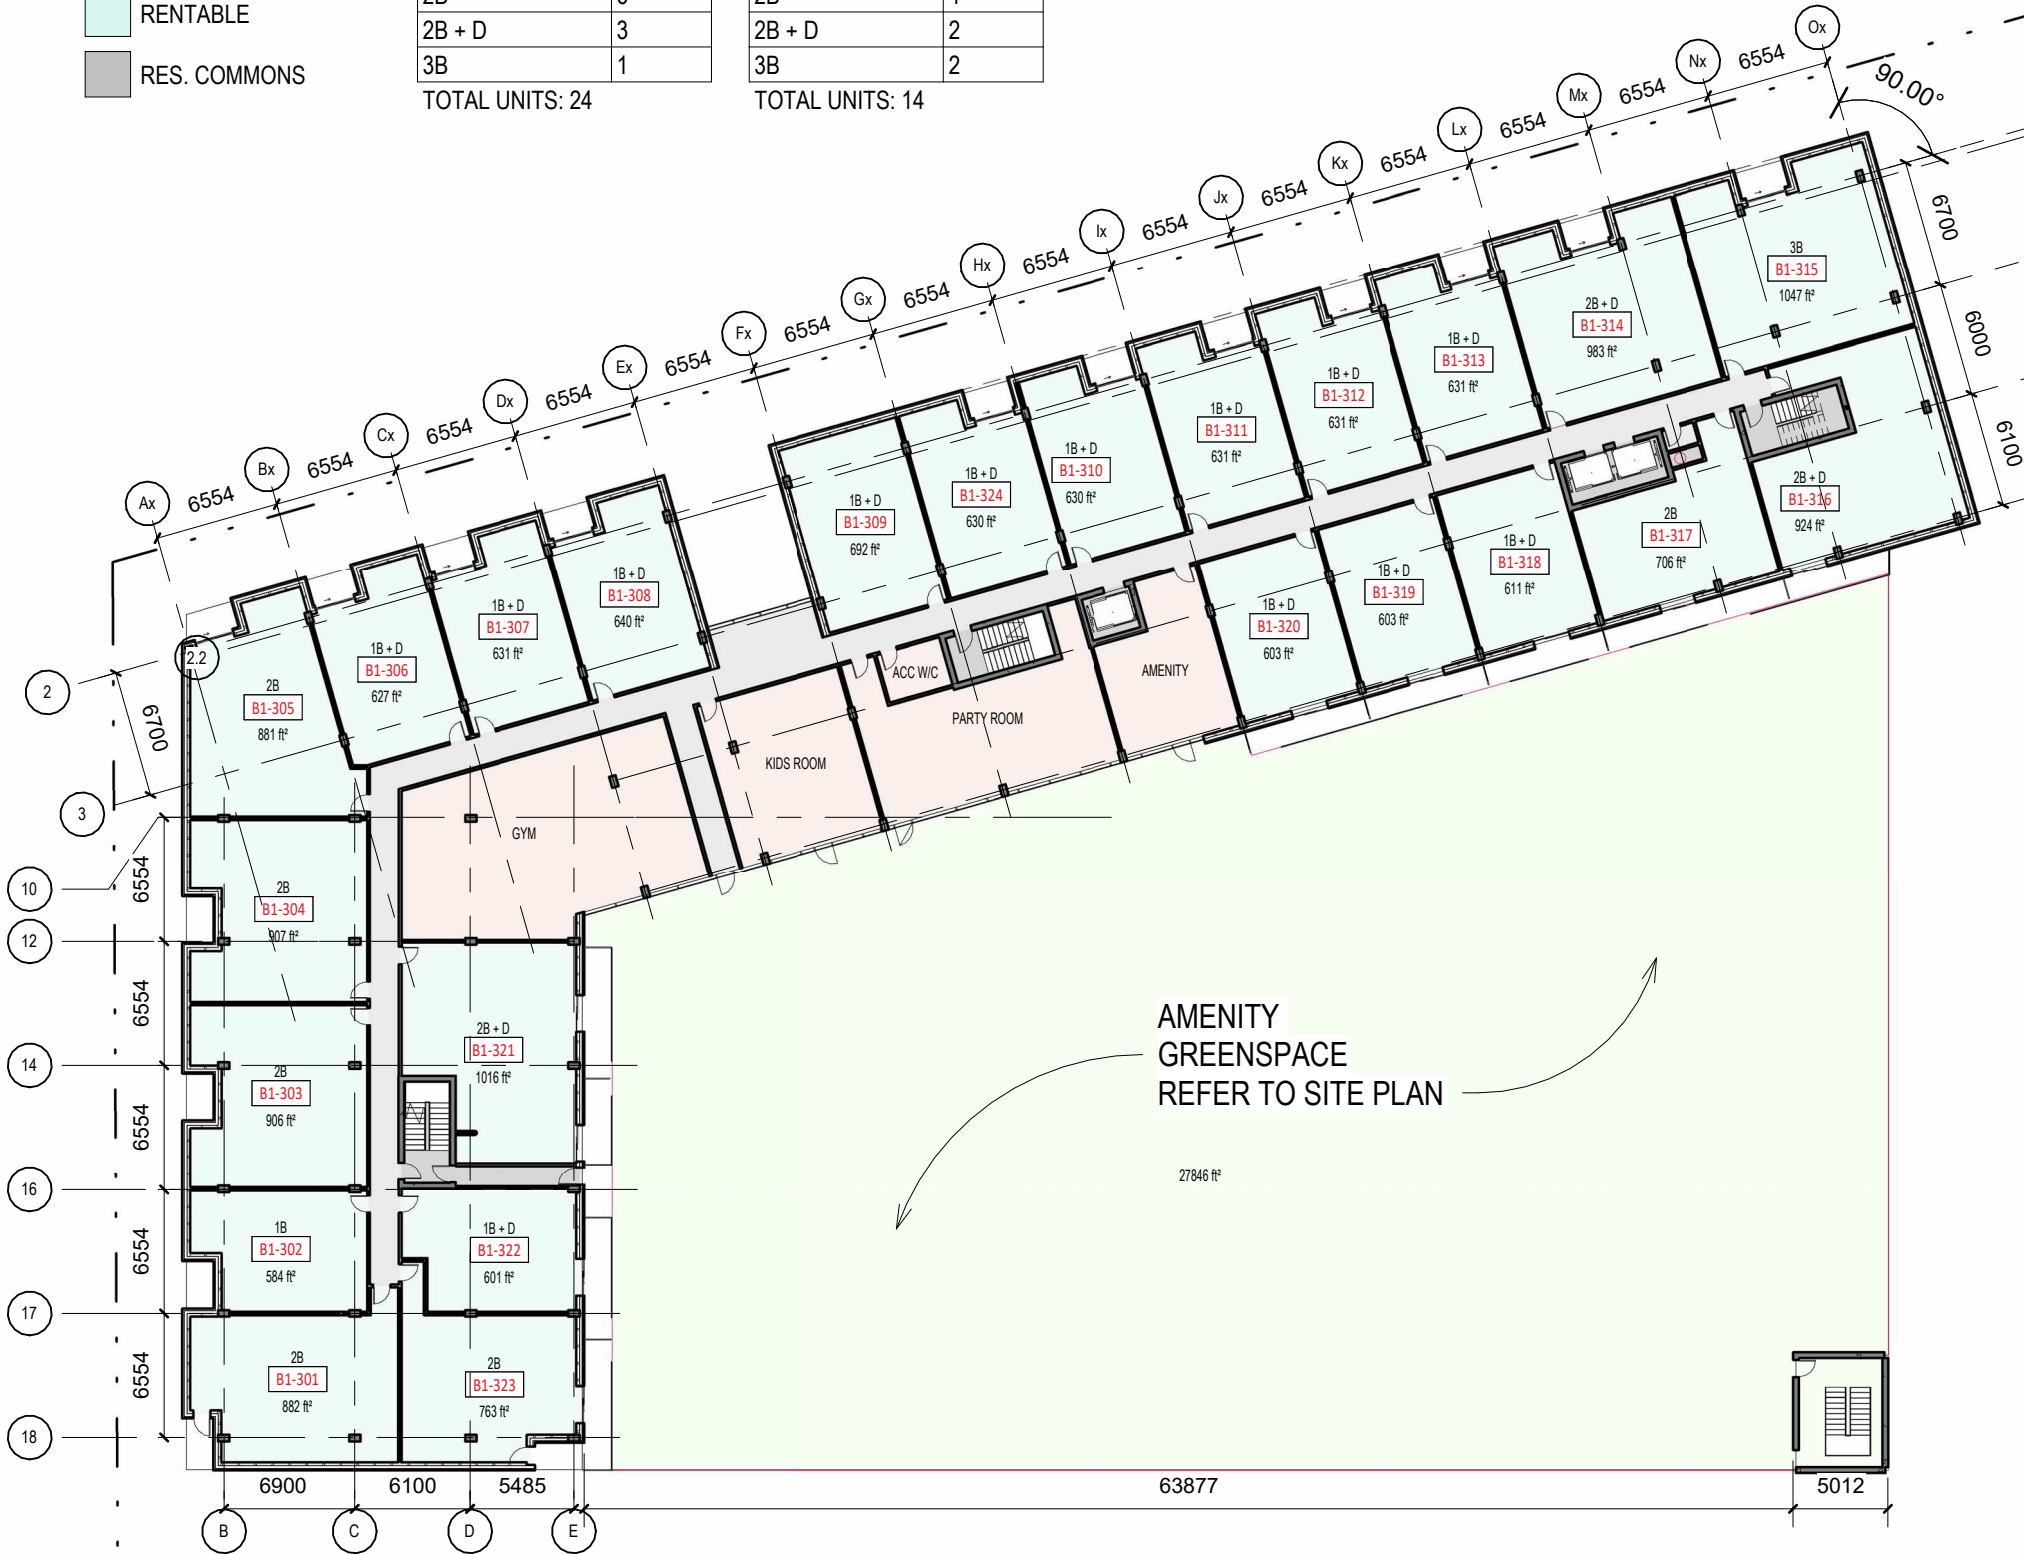 RENTABLE
RES. COMMONS
2B + D 3
3B 1
TOTAL UNITS: 24
2B + D 2
3B 2
TOTAL UNITS: 14
Ax
Bx
Cx
Dx
Ex
Fx
Gx
Hx
Ix
Jx
Kx
Lx
Mx
Nx
Ox
6554
6554
6554
6554
6554
6554
6554
6554
6554
6554
6554
6554
6554
6554
90.00°
6700
6000
6100
3B
B1-315
1047 ft²
2B + D
B1-314
983 ft²
1B + D
B1-313
631 ft²
1B + D
B1-312
631 ft²
1B + D
B1-311
631 ft²
1B + D
B1-310
630 ft²
1B + D
B1-324
630 ft²
1B + D
B1-309
692 ft²
1B + D
B1-308
640 ft²
1B + D
B1-307
631 ft²
1B + D
B1-306
627 ft²
2B
B1-305
881 ft²
2B + D
B1-316
924 ft²
2B
B1-317
706 ft²
1B + D
B1-318
611 ft²
1B + D
B1-319
603 ft²
1B + D
B1-320
603 ft²
AMENITY
ACC W/C
PARTY ROOM
KIDS ROOM
GYM
2.2
2
6700
3
10
12
14
16
17
18
6554
6554
6554
6554
6554
2B
B1-304
907 ft²
2B
B1-303
906 ft²
1B
B1-302
584 ft²
2B
B1-301
882 ft²
2B + D
B1-321
1016 ft²
1B + D
B1-322
601 ft²
2B
B1-323
763 ft²
AMENITY
GREENSPACE
REFER TO SITE PLAN
27846 ft²
6900
6100
5485
63877
5012
B
C
D
E